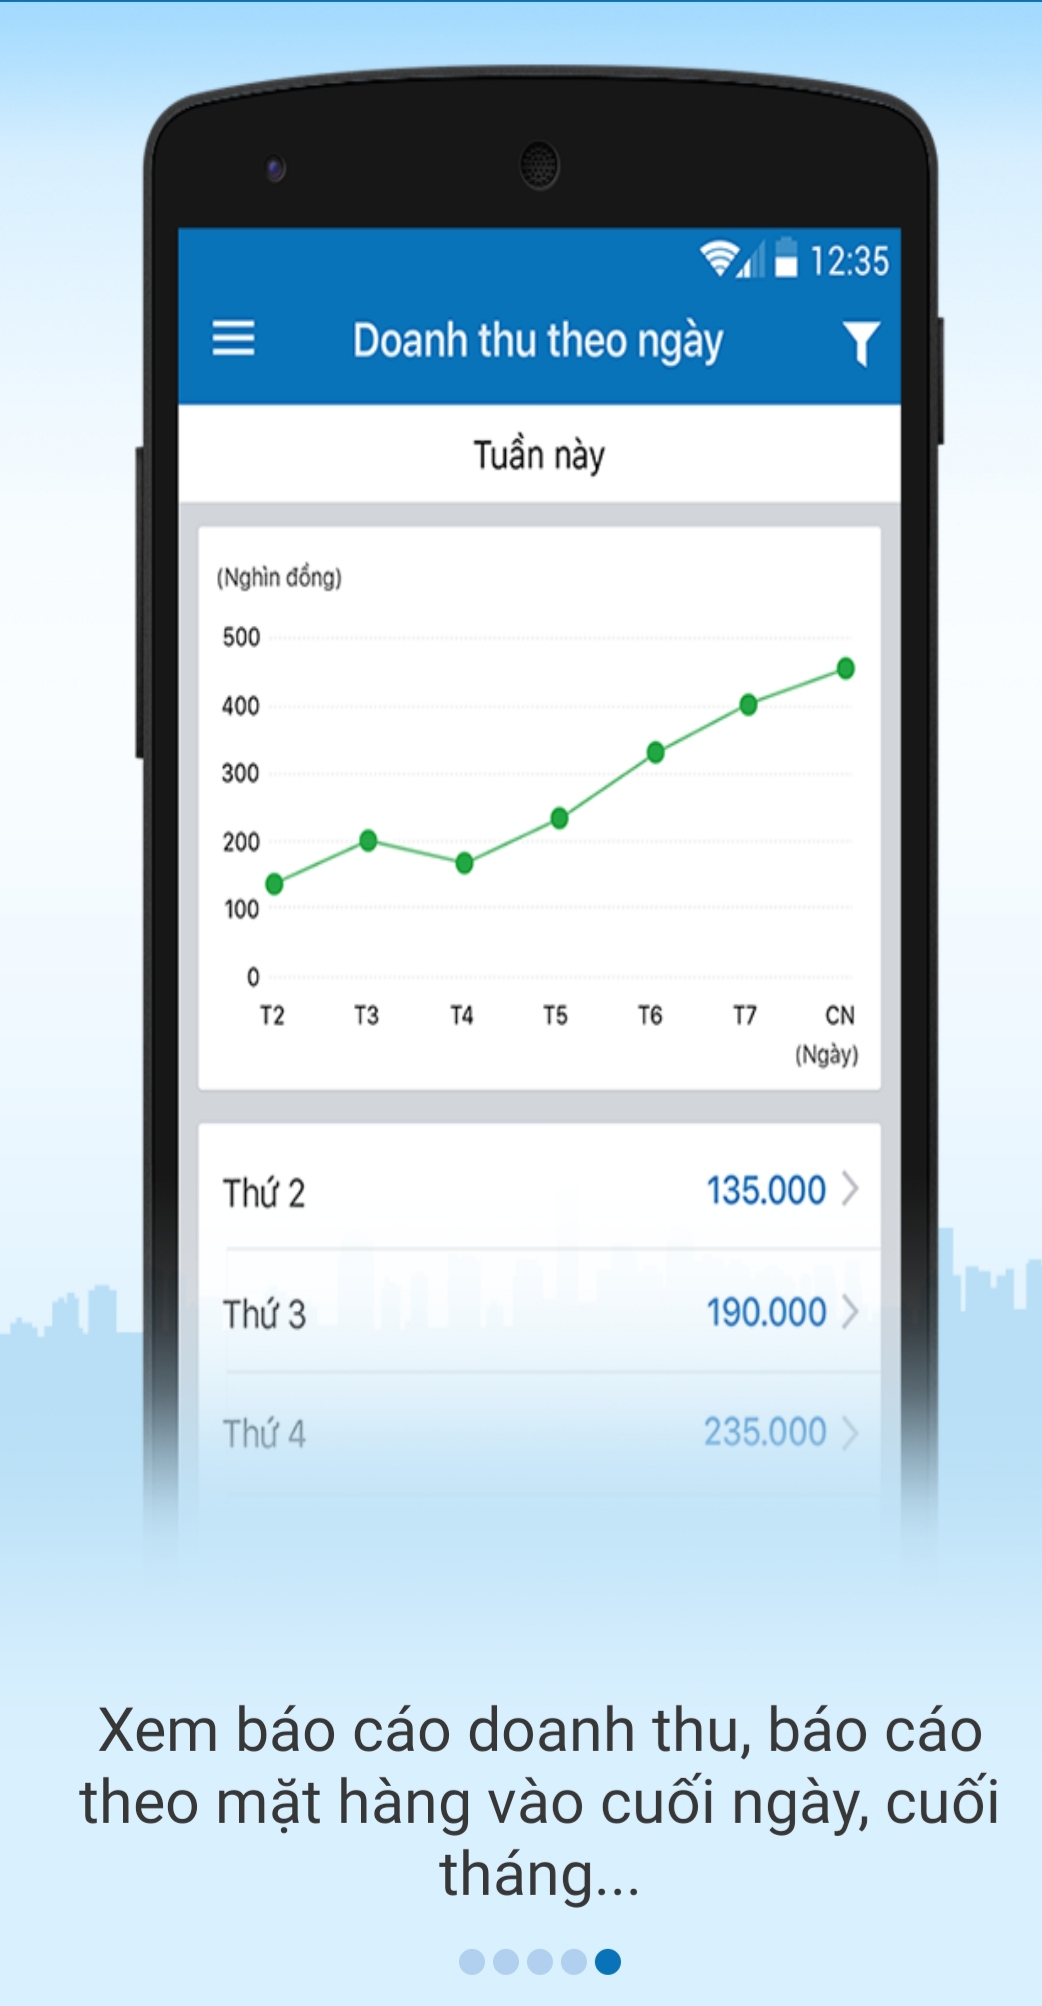 12:35
Doanh thu theo ngày
Tuần này
(Nghìn đồng)
500
400
300
200
100
0
T2 T3 T4 T5 T6 T7 CN
(Ngày)
Thứ 2 135.000
Thứ 3 190.000
Thứ 4 235.000
Xem báo cáo doanh thu, báo cáo
theo mặt hàng vào cuối ngày, cuối
tháng...